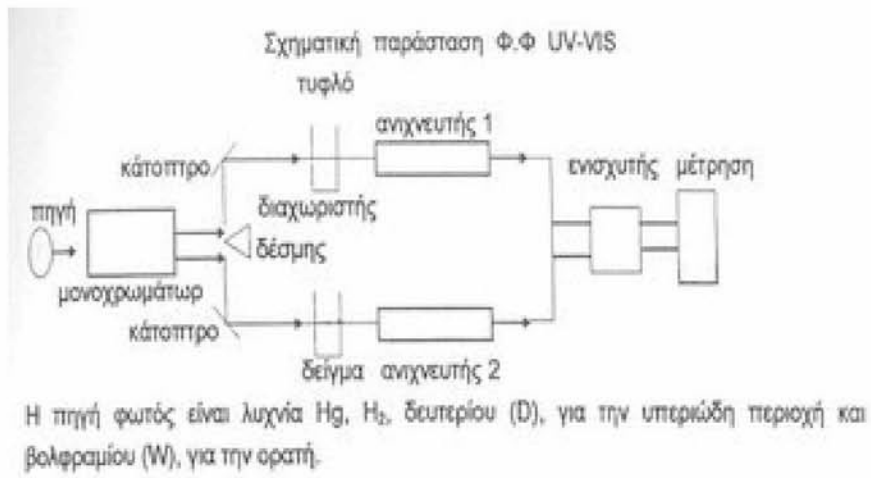 Σχηματική παράσταση Φ.Φ UV-VIS
τυφλό
ανιχνευτής 1
κάτοπτρο
ενισχυτής μέτρηση
πηγή
διαχωριστής
δέσμης
μονοχρωμάτωρ
κάτοπτρο
δείγμα ανιχνευτής 2
Η πηγή φωτός είναι λυχνία Hg, H₂, δευτερίου (D), για την υπεριώδη περιοχή και
βολφραμίου (W), για την ορατή.